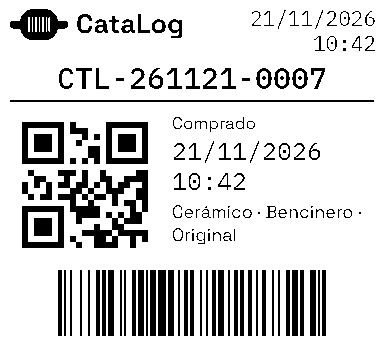 CataLog
21/11/2026
10:42
CTL-261121-0007
Comprado
21/11/2026
10:42
Cerámico · Bencinero ·
Original